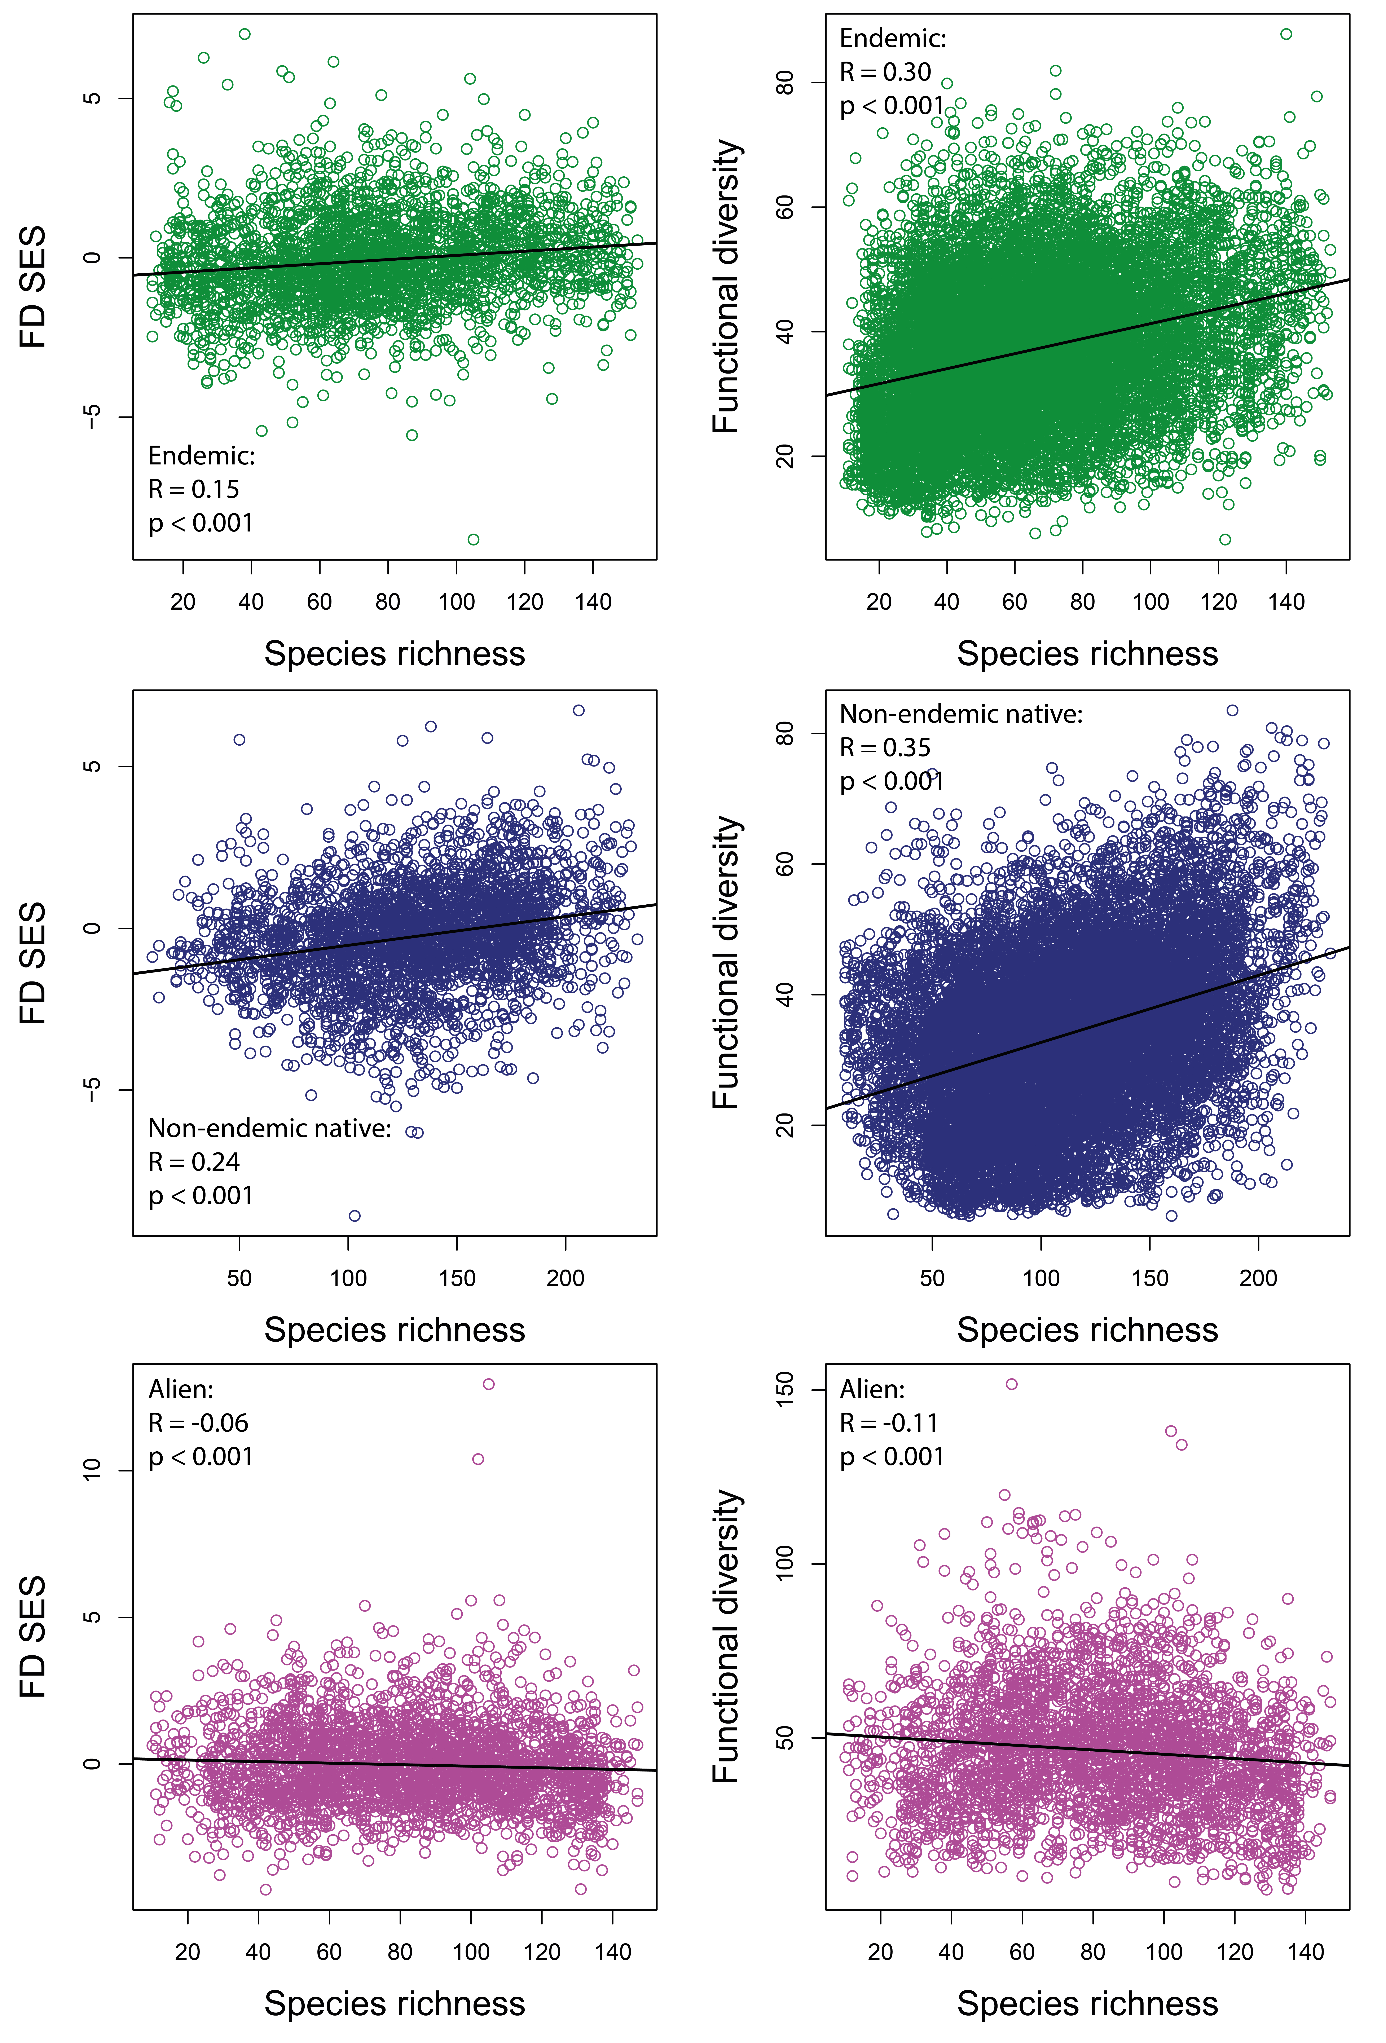 FD SES
5
0
−5
Endemic:
R = 0.15
p < 0.001
20 40 60 80 100 120 140
Species richness
Functional diversity
80
60
40
20
Endemic:
R = 0.30
p < 0.001
20 40 60 80 100 120 140
Species richness
FD SES
5
0
−5
Non-endemic native:
R = 0.24
p < 0.001
50 100 150 200
Species richness
Functional diversity
80
60
40
20
Non-endemic native:
R = 0.35
p < 0.001
50 100 150 200
Species richness
FD SES
10
5
0
Alien:
R = -0.06
p < 0.001
20 40 60 80 100 120 140
Species richness
Functional diversity
150
100
50
Alien:
R = -0.11
p < 0.001
20 40 60 80 100 120 140
Species richness